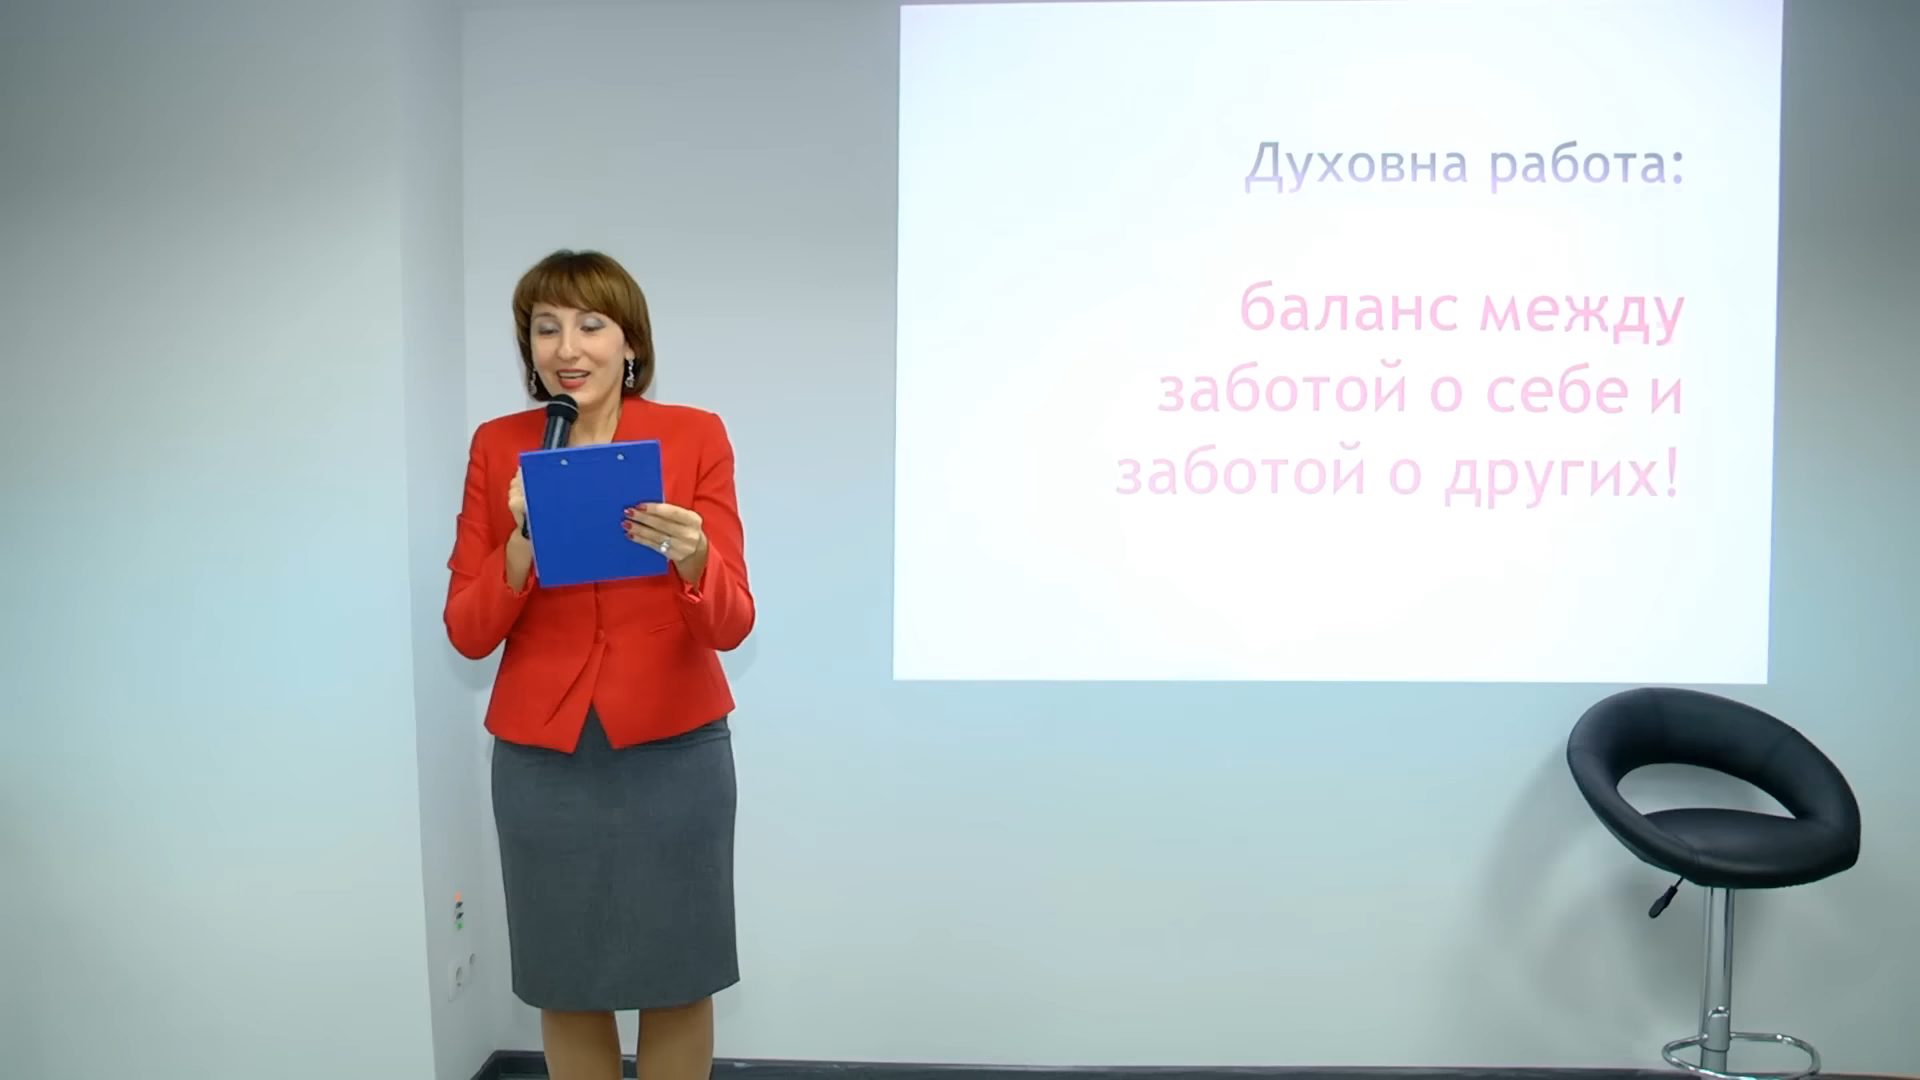 Духовна работа:
баланс между
заботой о себе и
заботой о других!